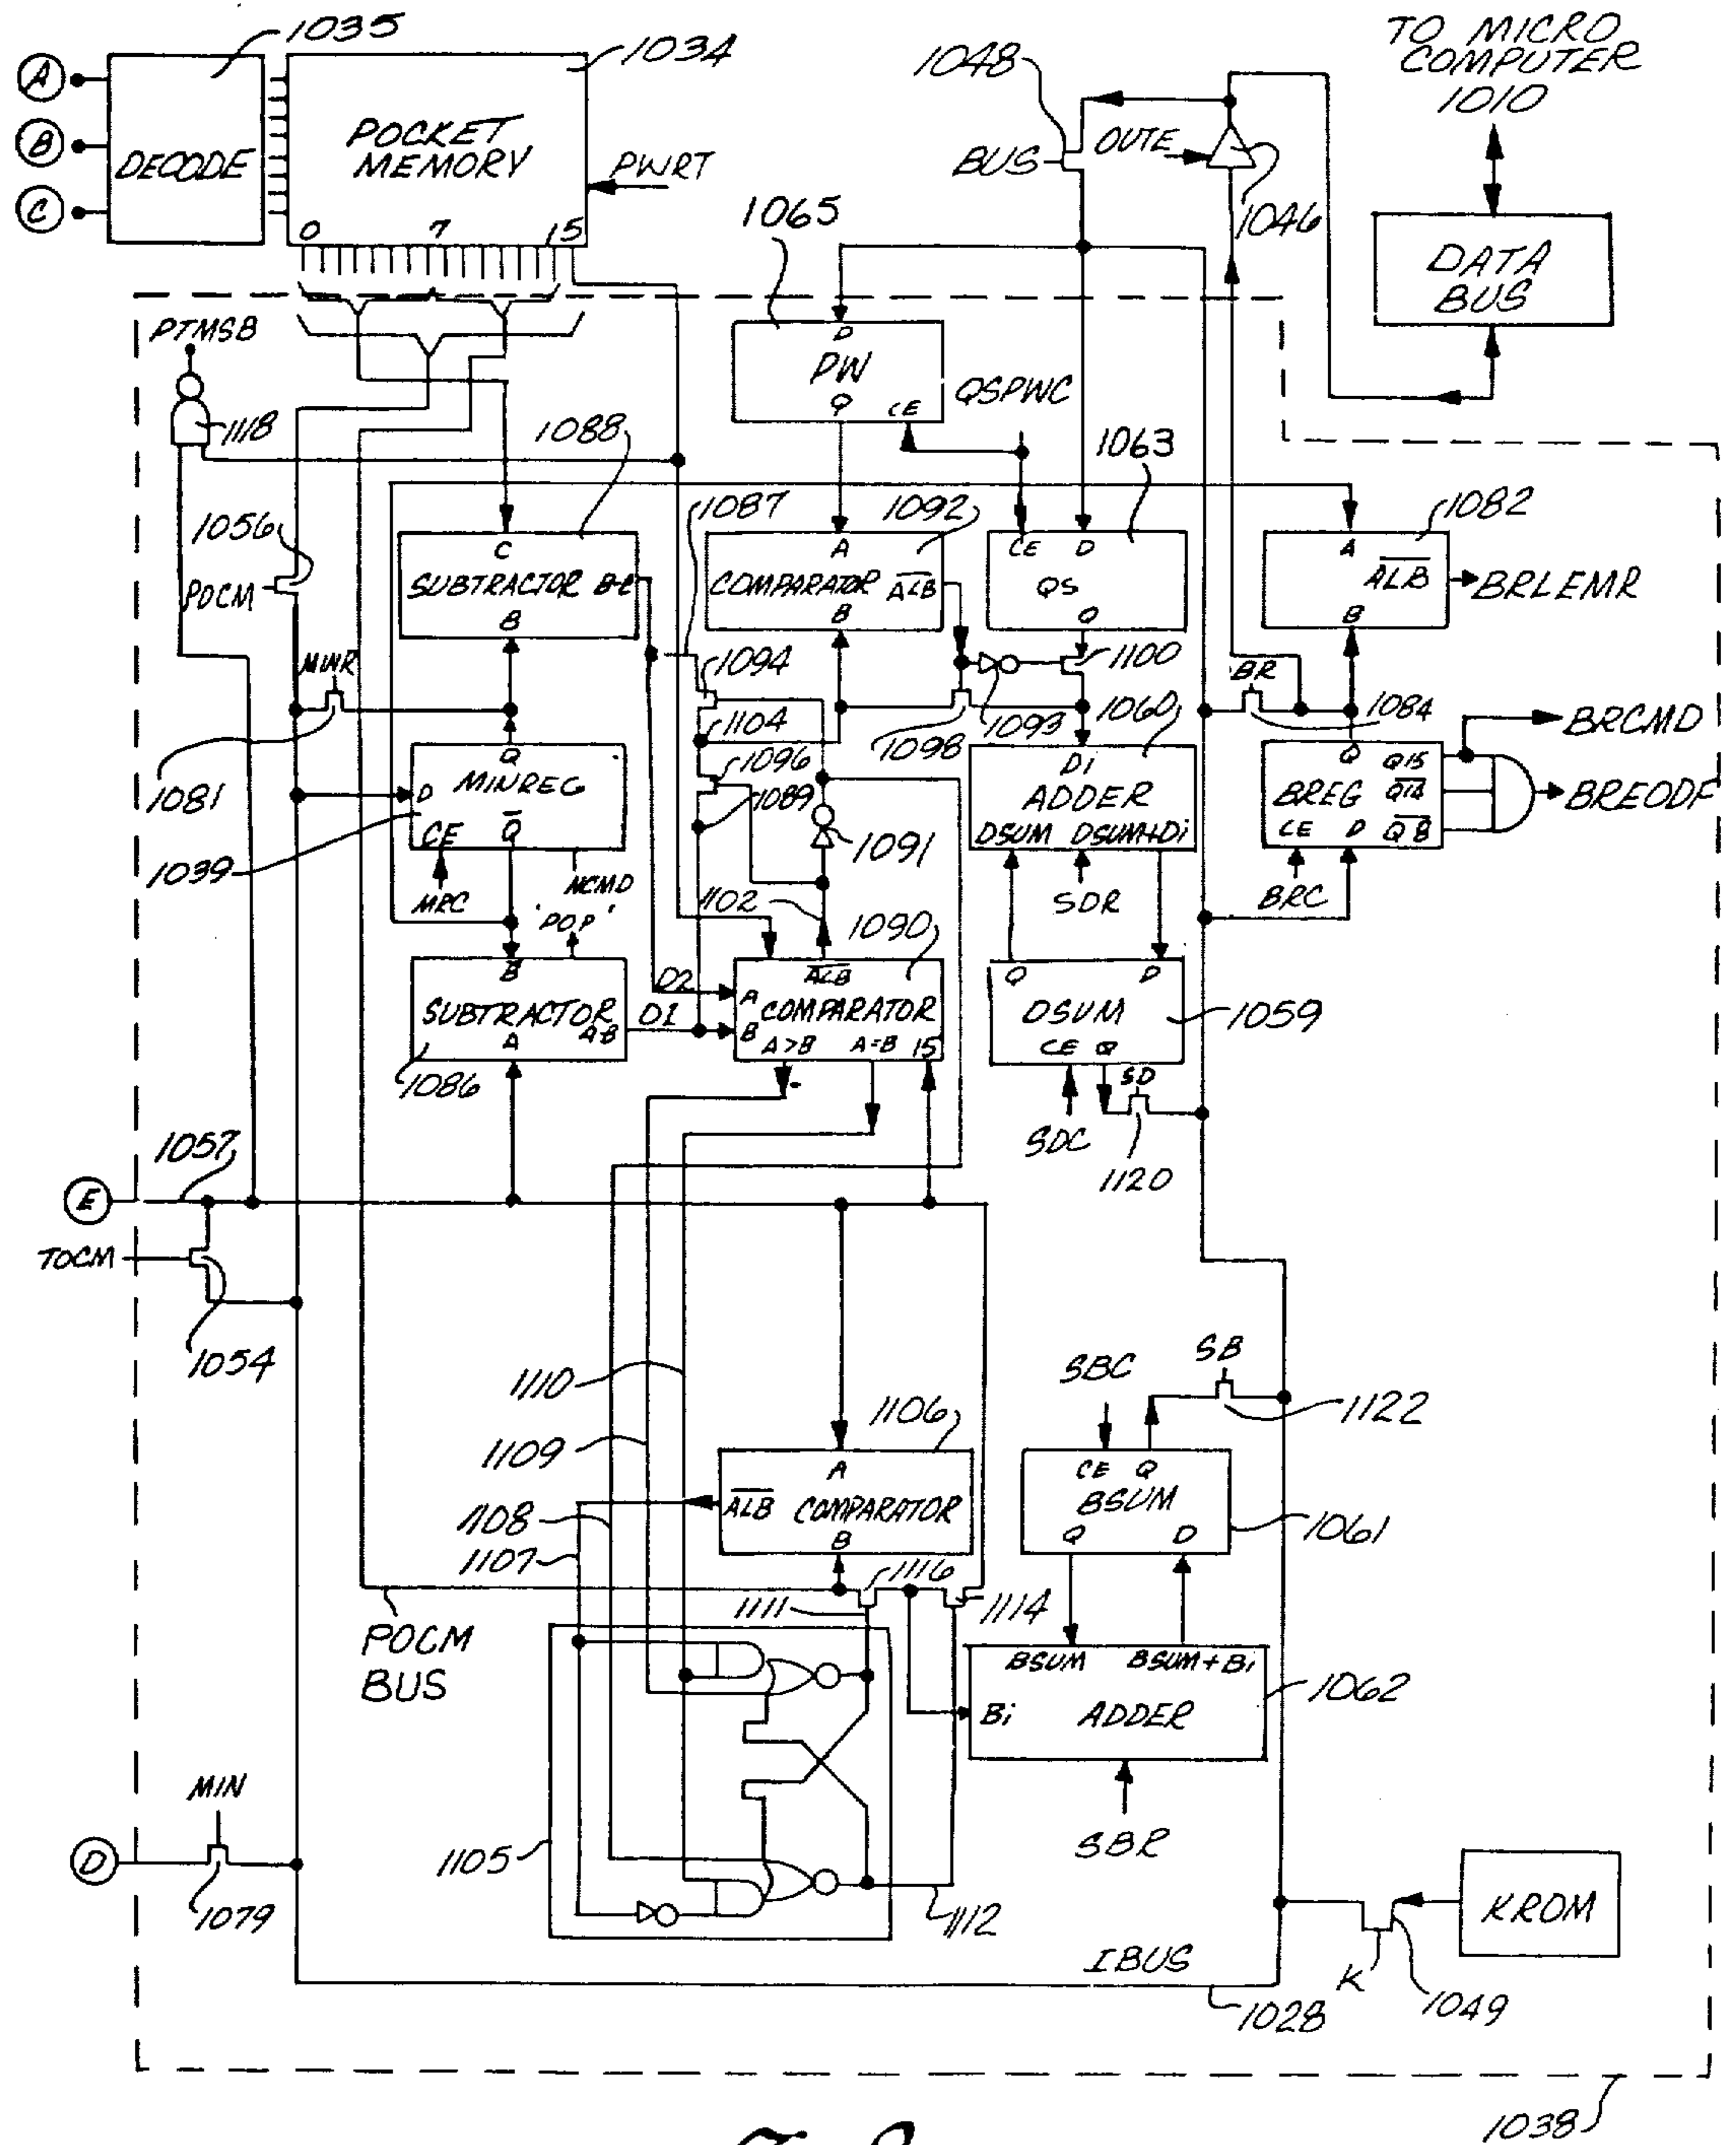 1035
1034
TO MICRO
COMPUTER
1010
1048
A
B
C
DECODE
POCKET
MEMORY
PWRT
BUS
OUTE
1046
0 7 15
1065
DATA
BUS
PTMSB
D
PW
Q CE
QSPWC
1118
1088
1063
1087
1092
1082
1056
POCM
C
SUBTRACTOR B-C
B
A
COMPARATOR ALB
B
CE D
QS
Q
A
ALB
B
BRLEMR
MINR
1094
1100
BR
1104
1098
1093
1060
1084
BRCMD
1081
Q
D MINREG
CE Q
1096
1089
DI
ADDER
DSUM DSUM+Di
Q Q15
BREG Q14
CE D Q8
BREODF
1039
MRC
NCMD
'POP'
1091
1102
SDR
BRC
1090
B
SUBTRACTOR
A-B
A
D2
D1
ALB
A
COMPARATOR
B
A>B A=B 15
Q D
DSUM
CE Q
1059
1086
SD
SDC
1120
1057
E
TOCM
1054
1110
SBC
SB
1122
1106
1109
A
ALB COMPARATOR
B
CE Q
BSUM
Q D
1061
1108
1107
1116
1111
1114
POCM
BUS
BSUM BSUM+Bi
Bi ADDER
1062
SBR
MIN
D
1079
1105
1112
KROM
IBUS
K
1049
1028
1038